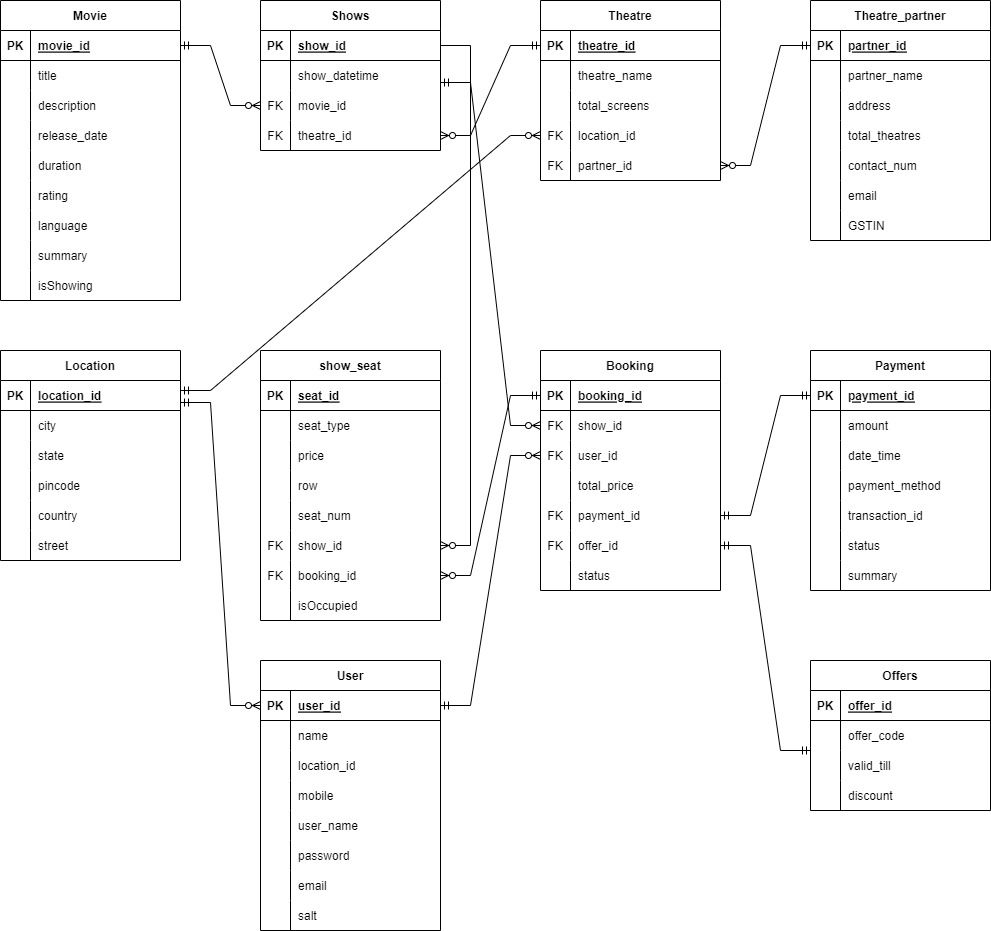 Movie
PK movie_id
title
description
release_date
duration
rating
language
summary
isShowing
Shows
PK show_id
show_datetime
FK movie_id
FK theatre_id
Theatre
PK theatre_id
theatre_name
total_screens
FK location_id
FK partner_id
Theatre_partner
PK partner_id
partner_name
address
total_theatres
contact_num
email
GSTIN
Location
PK location_id
city
state
pincode
country
street
show_seat
PK seat_id
seat_type
price
row
seat_num
FK show_id
FK booking_id
isOccupied
Booking
PK booking_id
FK show_id
FK user_id
total_price
FK payment_id
FK offer_id
status
Payment
PK payment_id
amount
date_time
payment_method
transaction_id
status
summary
User
PK user_id
name
location_id
mobile
user_name
password
email
salt
Offers
PK offer_id
offer_code
valid_till
discount